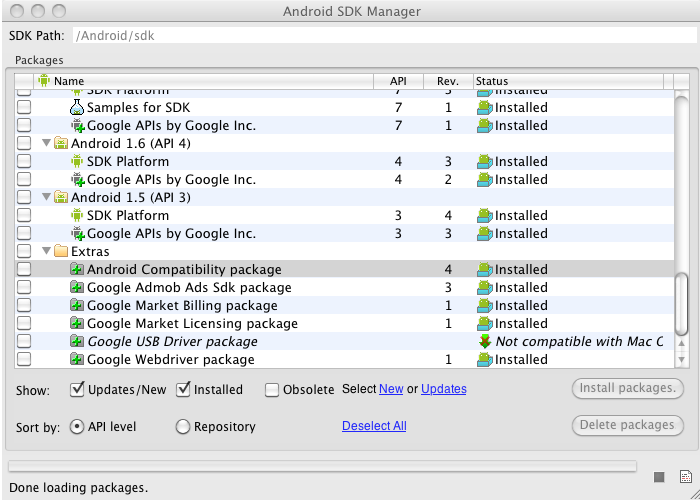 Android SDK Manager
SDK Path: /Android/sdk
Packages
Name API Rev. Status
SDK Platform 7 3 Installed
Samples for SDK 7 1 Installed
Google APIs by Google Inc. 7 1 Installed
Android 1.6 (API 4)
SDK Platform 4 3 Installed
Google APIs by Google Inc. 4 2 Installed
Android 1.5 (API 3)
SDK Platform 3 4 Installed
Google APIs by Google Inc. 3 3 Installed
Extras
Android Compatibility package 4 Installed
Google Admob Ads Sdk package 3 Installed
Google Market Billing package 1 Installed
Google Market Licensing package 1 Installed
Google USB Driver package Not compatible with Mac O
Google Webdriver package 1 Installed
Show: Updates/New Installed Obsolete Select New or Updates Install packages.
Sort by: API level Repository Deselect All Delete packages
Done loading packages.